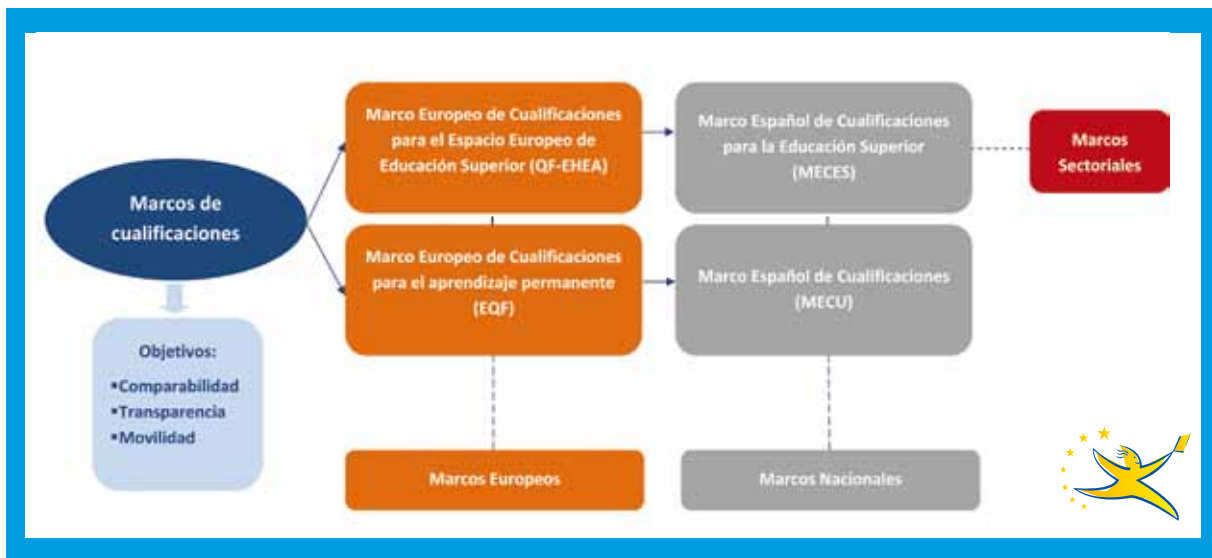 Marcos de
cualificaciones
Objetivos:
▪Comparabilidad
▪Transparencia
▪Movilidad
Marco Europeo de Cualificaciones
para el Espacio Europeo de
Educación Superior (QF-EHEA)
Marco Europeo de Cualificaciones
para el aprendizaje permanente
(EQF)
Marcos Europeos
Marco Español de Cualificaciones
para la Educación Superior
(MECES)
Marco Español de Cualificaciones
(MECU)
Marcos Nacionales
Marcos
Sectoriales